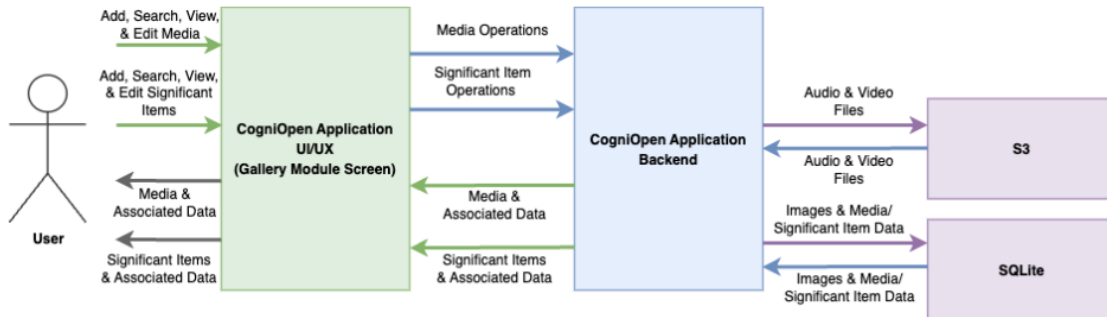 Add, Search, View,
& Edit Media
Add, Search, View,
& Edit Significant
Items
Media &
Associated Data
Significant Items
& Associated Data
User
CogniOpen Application
UI/UX
(Gallery Module Screen)
Media Operations
Significant Item
Operations
Media &
Associated Data
Significant Items
& Associated Data
CogniOpen Application
Backend
Audio & Video
Files
Audio & Video
Files
Images & Media/
Significant Item Data
Images & Media/
Significant Item Data
S3
SQLite